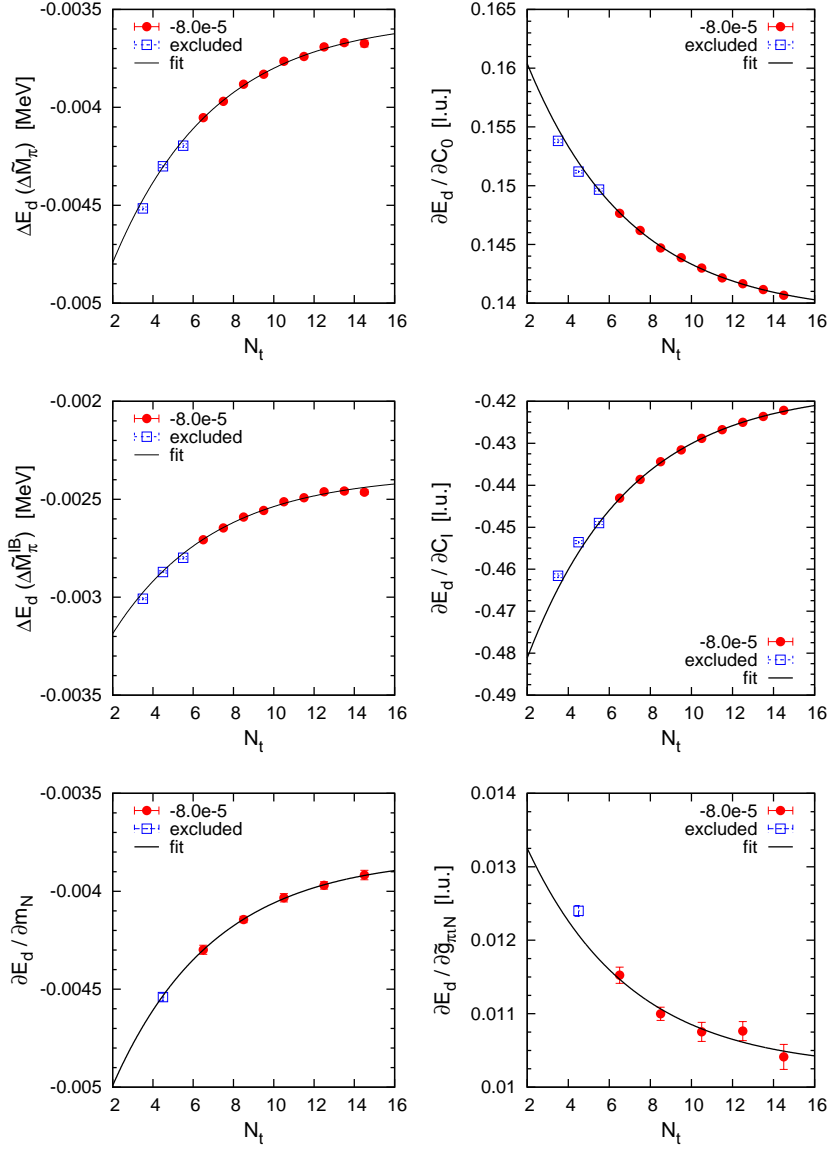 -0.0035
-0.004
-0.0045
-0.005
2 4 6 8 10 12 14 16
ΔE_d (ΔM̃_π) [MeV]
N_t
-8.0e-5
excluded
fit
0.165
0.16
0.155
0.15
0.145
0.14
2 4 6 8 10 12 14 16
∂E_d / ∂C_0 [l.u.]
N_t
-8.0e-5
excluded
fit
-0.002
-0.0025
-0.003
-0.0035
2 4 6 8 10 12 14 16
ΔE_d (ΔM̃_π^IB) [MeV]
N_t
-8.0e-5
excluded
fit
-0.42
-0.43
-0.44
-0.45
-0.46
-0.47
-0.48
-0.49
2 4 6 8 10 12 14 16
∂E_d / ∂C_I [l.u.]
N_t
-8.0e-5
excluded
fit
-0.0035
-0.004
-0.0045
-0.005
2 4 6 8 10 12 14 16
∂E_d / ∂m_N
N_t
-8.0e-5
excluded
fit
0.014
0.013
0.012
0.011
0.01
2 4 6 8 10 12 14 16
∂E_d / ∂g̃_πιN [l.u.]
N_t
-8.0e-5
excluded
fit